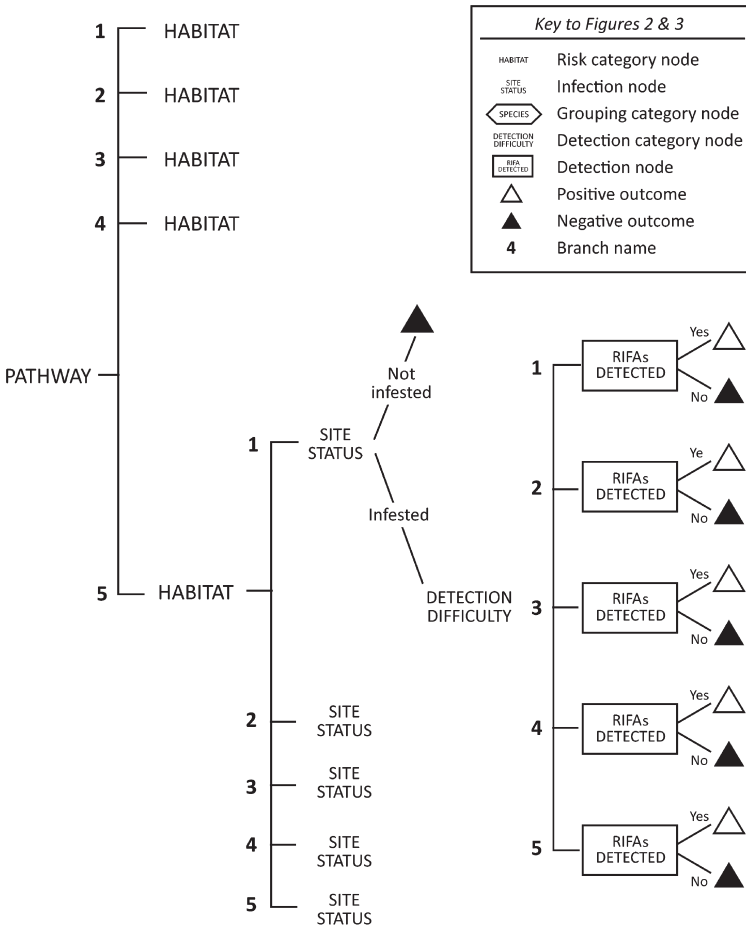 1 HABITAT
2 HABITAT
3 HABITAT
4 HABITAT
PATHWAY
5 HABITAT
1 SITE
STATUS
Not
infested
Infested
DETECTION
DIFFICULTY
2 SITE
STATUS
3 SITE
STATUS
4 SITE
STATUS
5 SITE
STATUS
Key to Figures 2 & 3
HABITAT Risk category node
SITE
STATUS Infection node
SPECIES Grouping category node
DETECTION
DIFFICULTY Detection category node
RIFA
DETECTED Detection node
Positive outcome
Negative outcome
4 Branch name
1 RIFAs
DETECTED
Yes
No
2 RIFAs
DETECTED
Ye
No
3 RIFAs
DETECTED
Yes
No
4 RIFAs
DETECTED
Yes
No
5 RIFAs
DETECTED
Yes
No